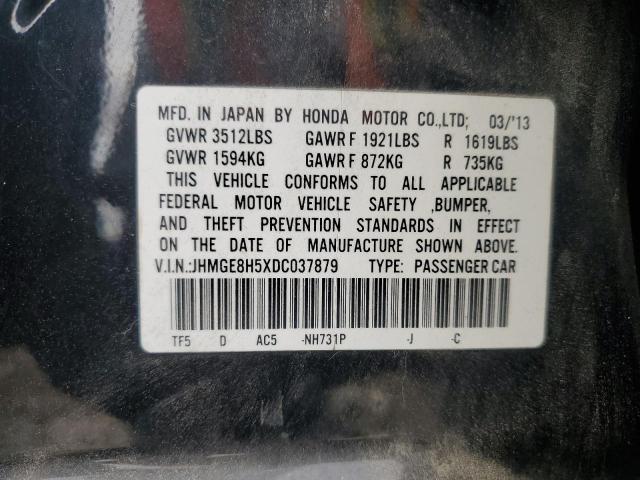 MFD. IN JAPAN BY HONDA MOTOR CO.,LTD; 03/'13
GVWR 3512LBS GAWR F 1921LBS R 1619LBS
GVWR 1594KG GAWR F 872KG R 735KG
THIS VEHICLE CONFORMS TO ALL APPLICABLE
FEDERAL MOTOR VEHICLE SAFETY ,BUMPER,
AND THEFT PREVENTION STANDARDS IN EFFECT
ON THE DATE OF MANUFACTURE SHOWN ABOVE.
V.I.N.:JHMGE8H5XDC037879 TYPE: PASSENGER CAR
TF5 D AC5 -NH731P -J -C